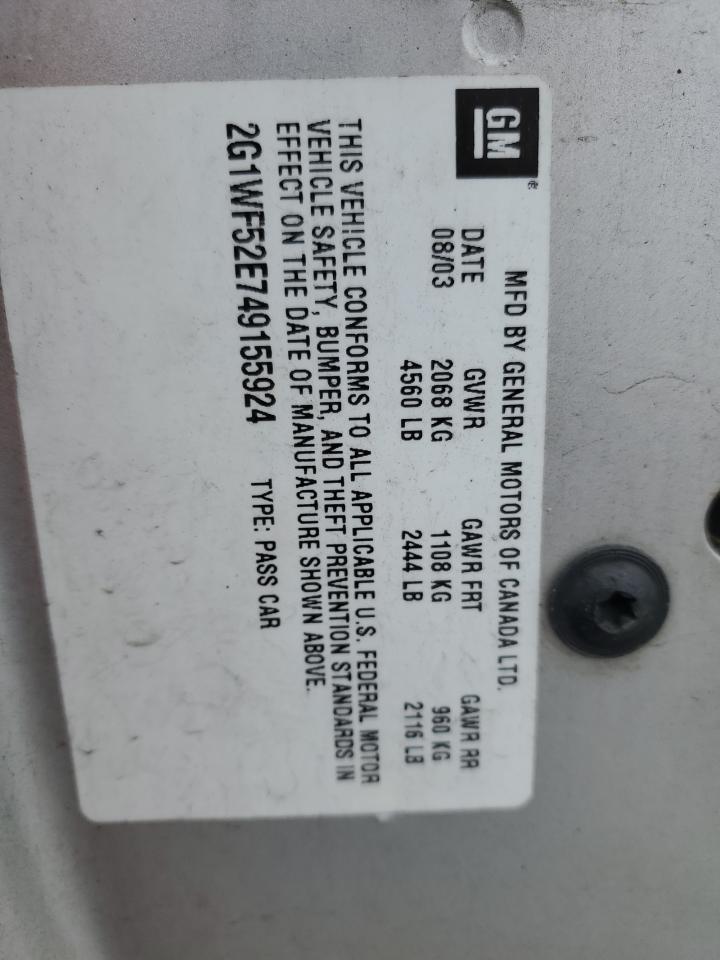 GM®
MFD BY GENERAL MOTORS OF CANADA LTD.
DATE GVWR GAWR FRT GAWR RR
08/03 2068 KG 1108 KG 960 KG
4560 LB 2444 LB 2116 LB
THIS VEHICLE CONFORMS TO ALL APPLICABLE U.S. FEDERAL MOTOR
VEHICLE SAFETY, BUMPER, AND THEFT PREVENTION STANDARDS IN
EFFECT ON THE DATE OF MANUFACTURE SHOWN ABOVE.
2G1WF52E749155924 TYPE: PASS CAR